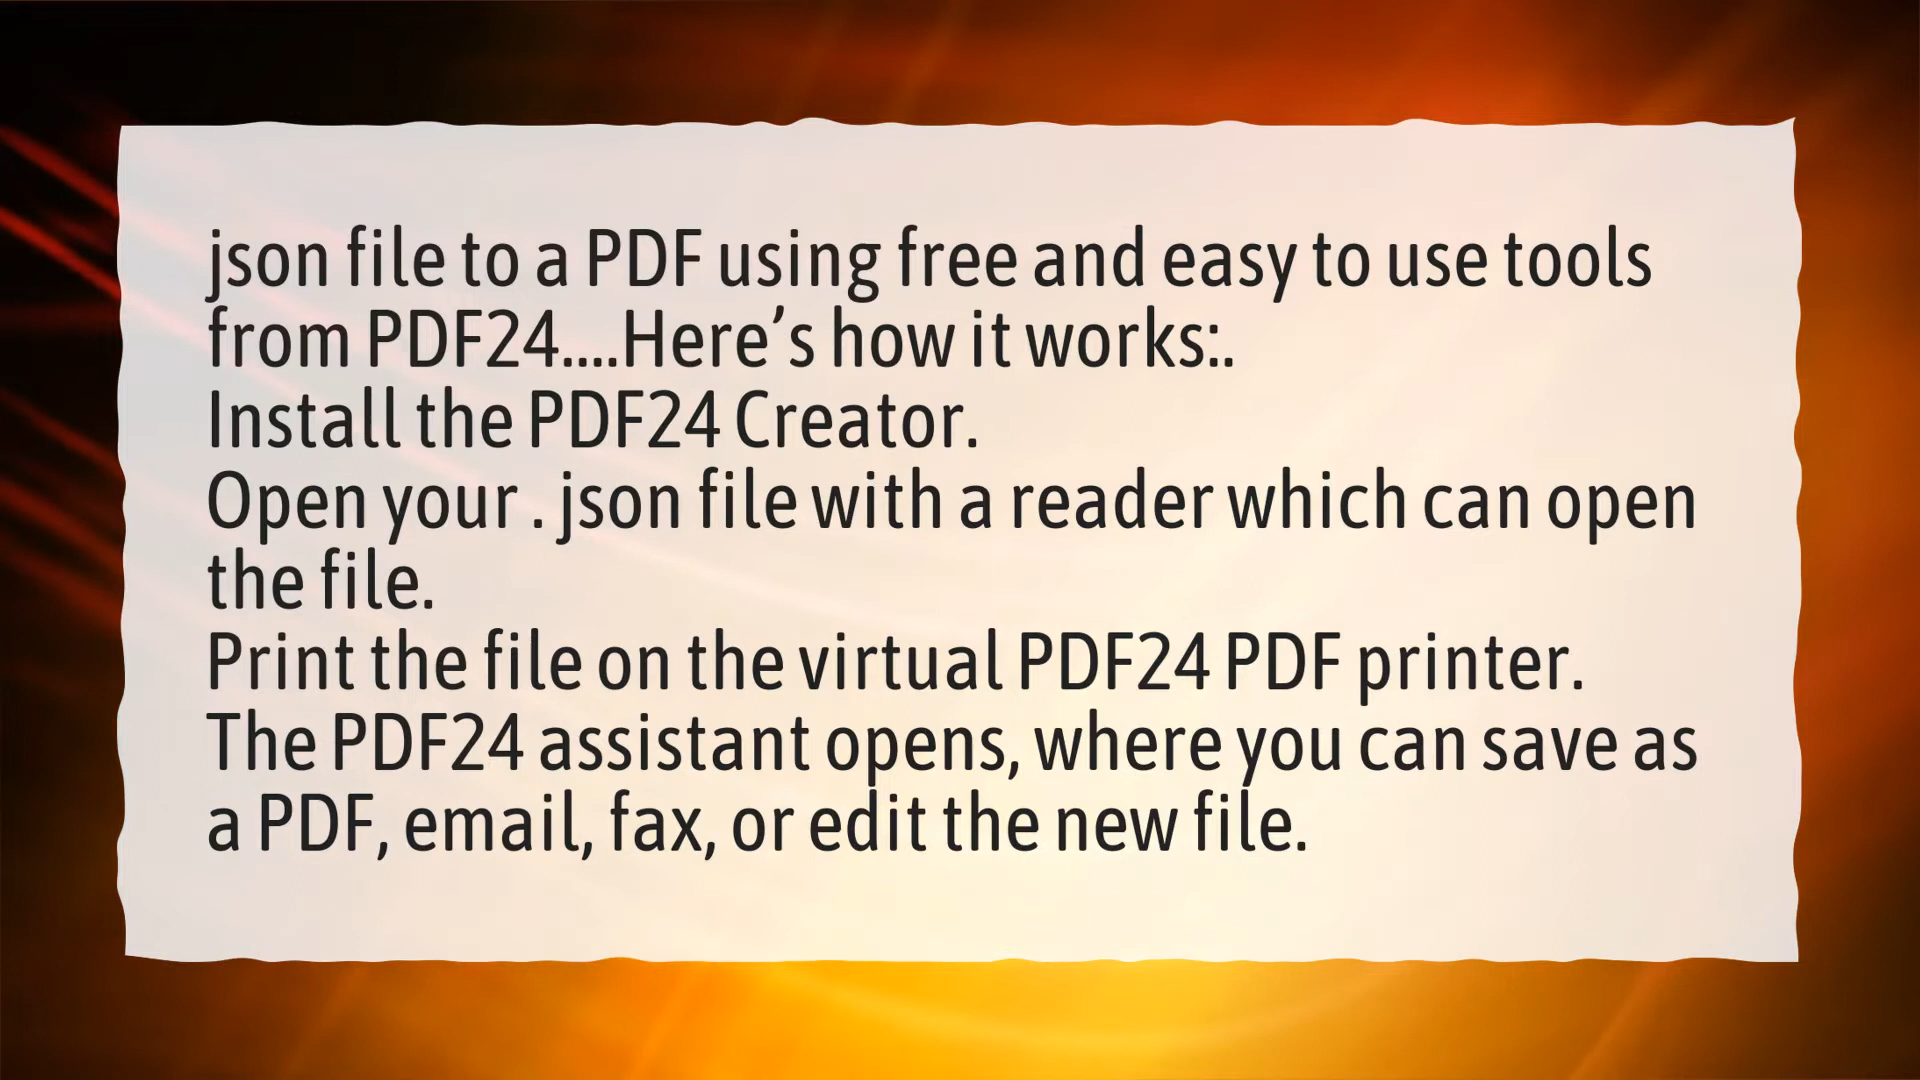 json file to a PDF using free and easy to use tools
from PDF24....Here’s how it works:.
Install the PDF24 Creator.
Open your . json file with a reader which can open
the file.
Print the file on the virtual PDF24 PDF printer.
The PDF24 assistant opens, where you can save as
a PDF, email, fax, or edit the new file.